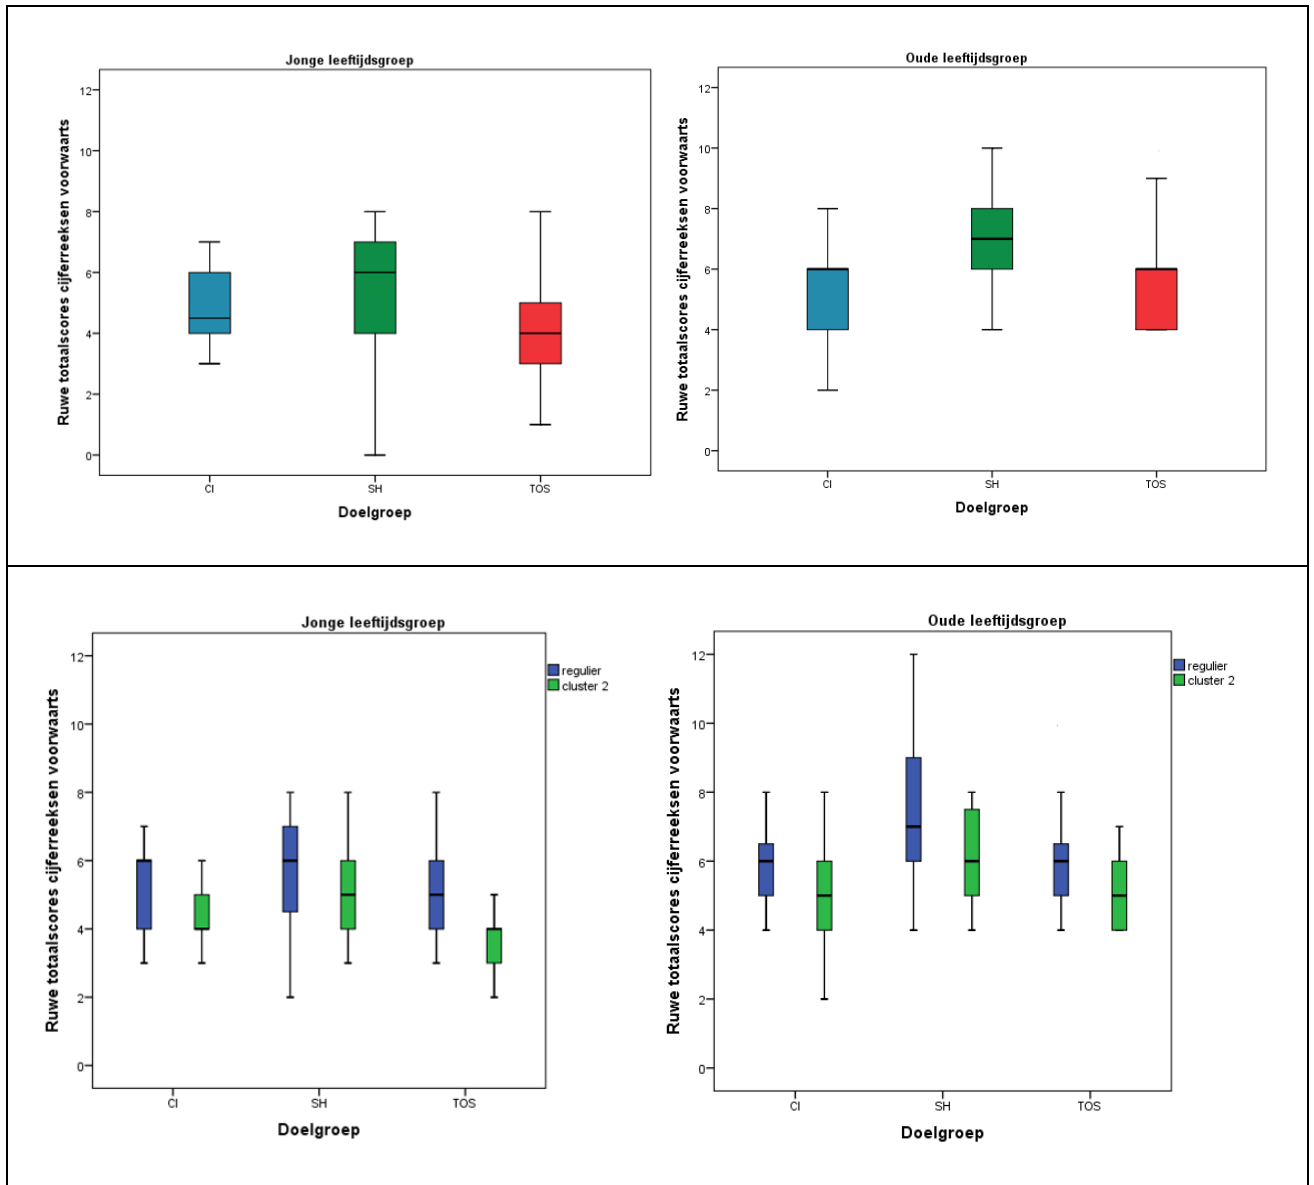 Jonge leeftijdsgroep
Ruwe totaalscores cijferreeksen voorwaarts
12
10
8
6
4
2
0
CI SH TOS
Doelgroep
Oude leeftijdsgroep
Ruwe totaalscores cijferreeksen voorwaarts
12
10
8
6
4
2
0
CI SH TOS
Doelgroep
Jonge leeftijdsgroep
Ruwe totaalscores cijferreeksen voorwaarts
12
10
8
6
4
2
0
CI SH TOS
Doelgroep
regulier
cluster 2
Oude leeftijdsgroep
Ruwe totaalscores cijferreeksen voorwaarts
12
10
8
6
4
2
0
CI SH TOS
Doelgroep
regulier
cluster 2